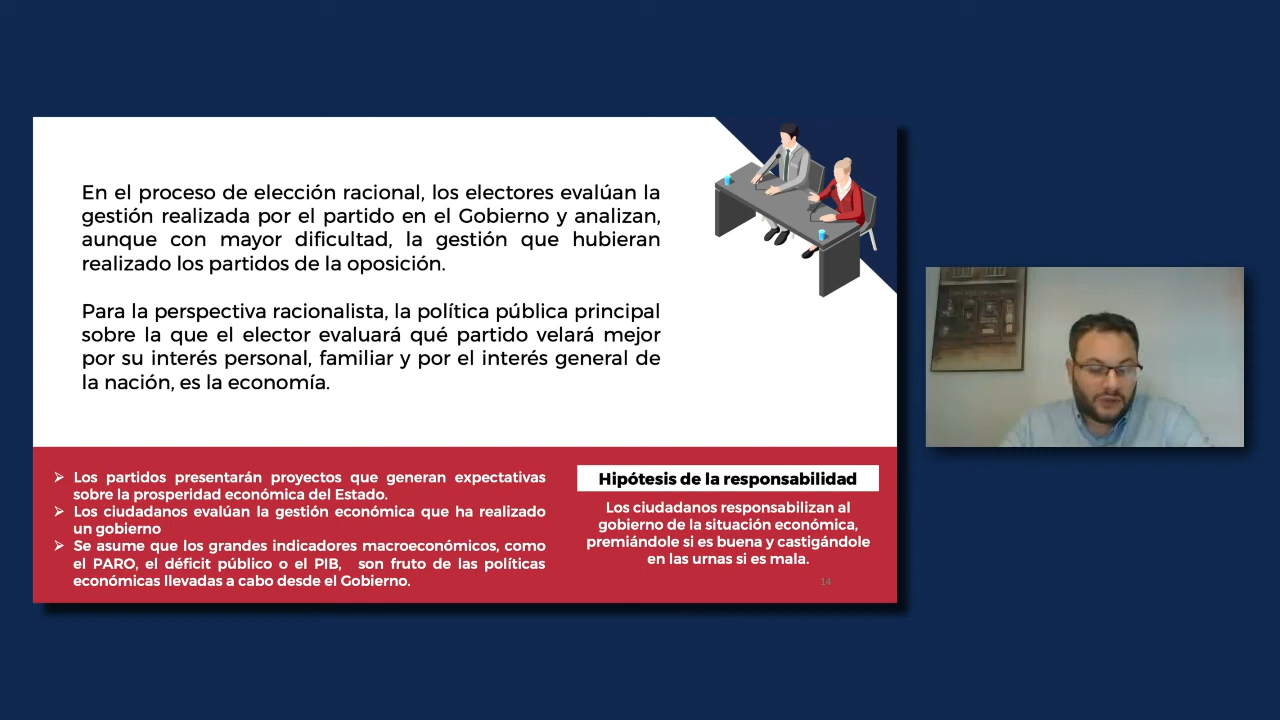 En el proceso de elección racional, los electores evalúan la
gestión realizada por el partido en el Gobierno y analizan,
aunque con mayor dificultad, la gestión que hubieran
realizado los partidos de la oposición.
Para la perspectiva racionalista, la política pública principal
sobre la que el elector evaluará qué partido velará mejor
por su interés personal, familiar y por el interés general de
la nación, es la economía.
➢ Los partidos presentarán proyectos que generan expectativas
sobre la prosperidad económica del Estado.
➢ Los ciudadanos evalúan la gestión económica que ha realizado
un gobierno
➢ Se asume que los grandes indicadores macroeconómicos, como
el PARO, el déficit público o el PIB, son fruto de las políticas
económicas llevadas a cabo desde el Gobierno.
Hipótesis de la responsabilidad
Los ciudadanos responsabilizan al
gobierno de la situación económica,
premiándole si es buena y castigándole
en las urnas si es mala.
14